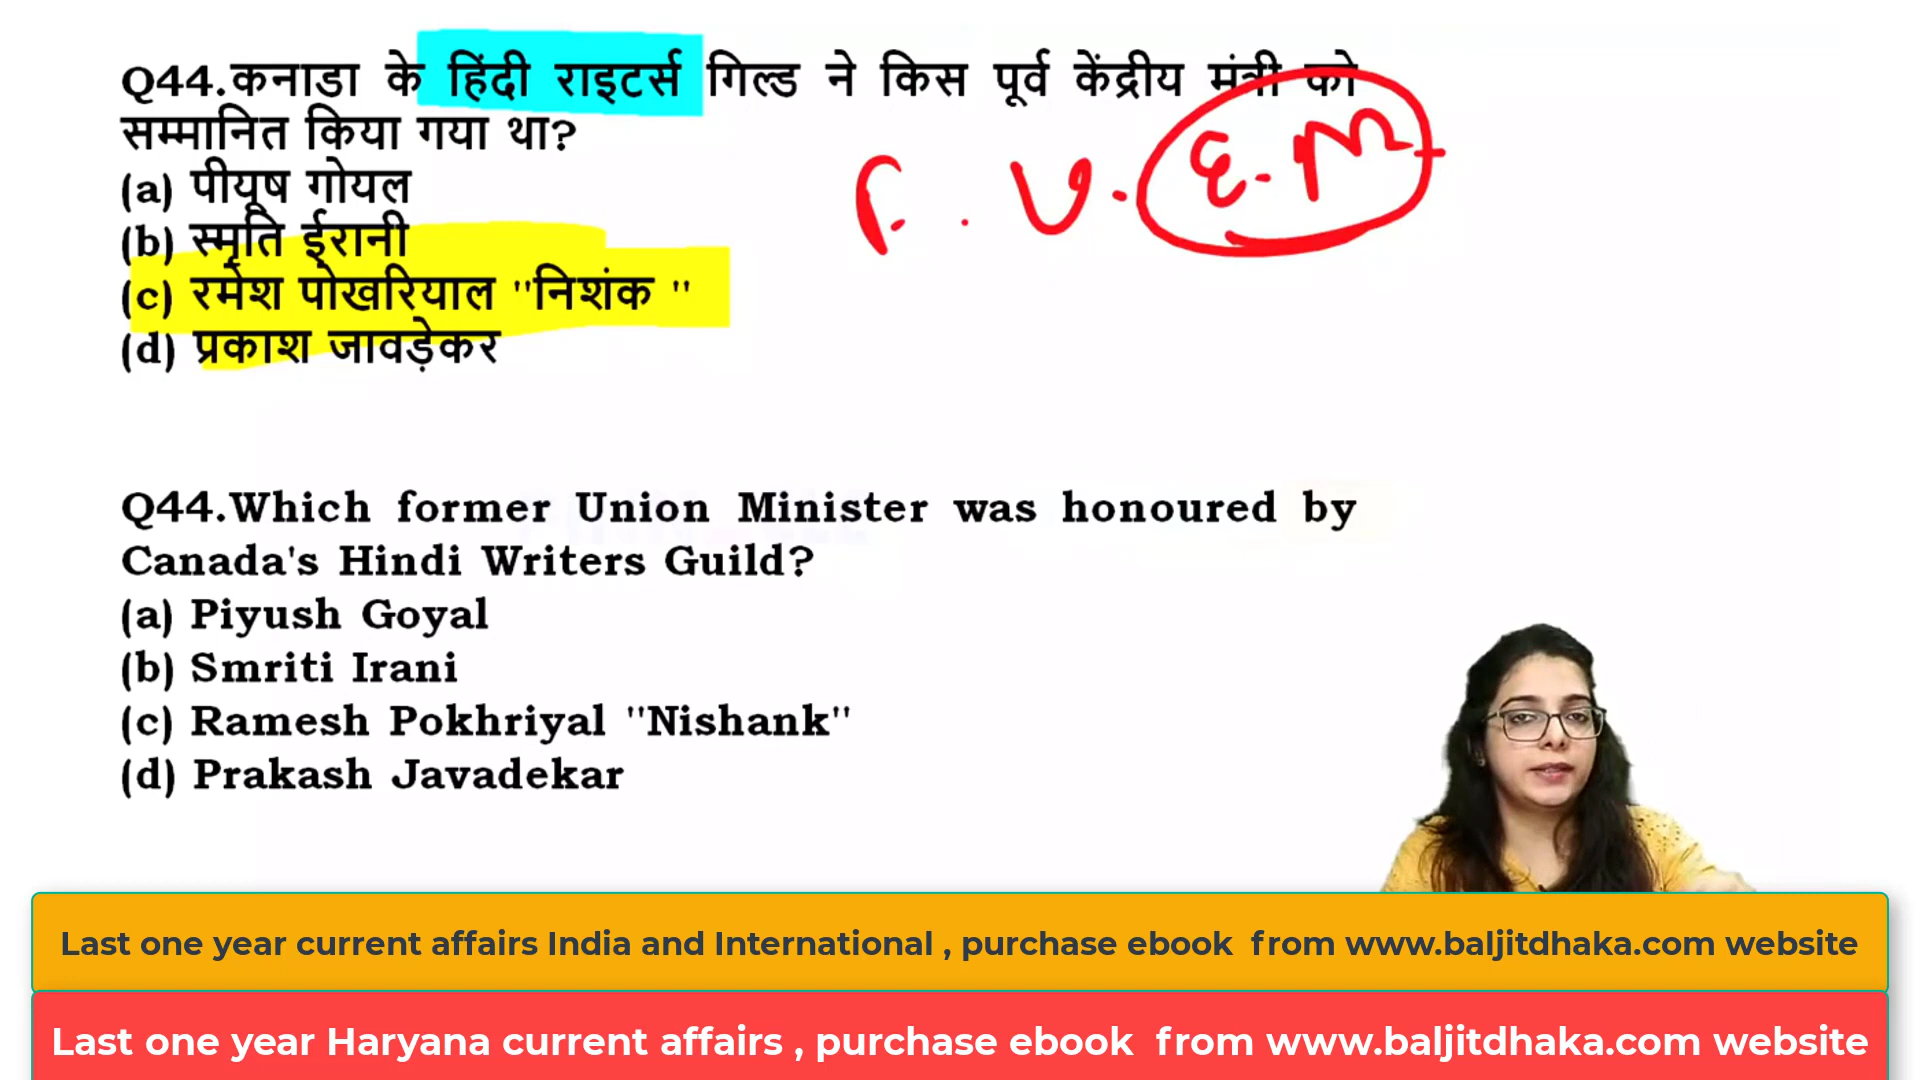 Q44.कनाडा के हिंदी राइटर्स गिल्ड ने किस पूर्व केंद्रीय मंत्री को
सम्मानित किया गया था?
(a) पीयूष गोयल
(b) स्मृति ईरानी
(c) रमेश पोखरियाल "निशंक "
(d) प्रकाश जावड़ेकर
F. U. E.M
Q44.Which former Union Minister was honoured by
Canada's Hindi Writers Guild?
(a) Piyush Goyal
(b) Smriti Irani
(c) Ramesh Pokhriyal "Nishank"
(d) Prakash Javadekar
Last one year current affairs India and International , purchase ebook from www.baljitdhaka.com website
Last one year Haryana current affairs , purchase ebook from www.baljitdhaka.com website